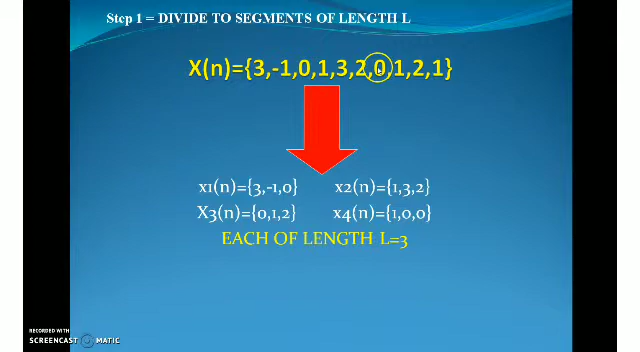 Step 1 = DIVIDE TO SEGMENTS OF LENGTH L
X(n)={3,-1,0,1,3,2,0,1,2,1}
x1(n)={3,-1,0} x2(n)={1,3,2}
X3(n)={0,1,2} x4(n)={1,0,0}
EACH OF LENGTH L=3
RECORDED WITH
SCREENCAST MATIC